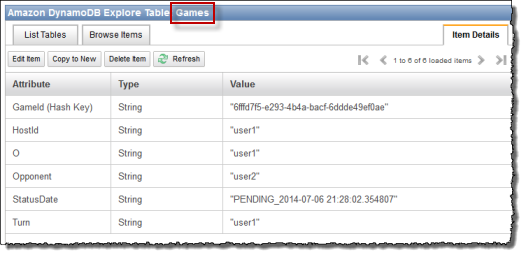 Amazon DynamoDB Explore Table Games
List Tables Browse Items Item Details
Edit Item Copy to New Delete Item Refresh 1 to 6 of 6 loaded items
Attribute Type Value
GameId (Hash Key) String "6fffd7f5-e293-4b4a-bacf-6ddde49ef0ae"
HostId String "user1"
O String "user1"
Opponent String "user2"
StatusDate String "PENDING_2014-07-06 21:28:02.354807"
Turn String "user1"